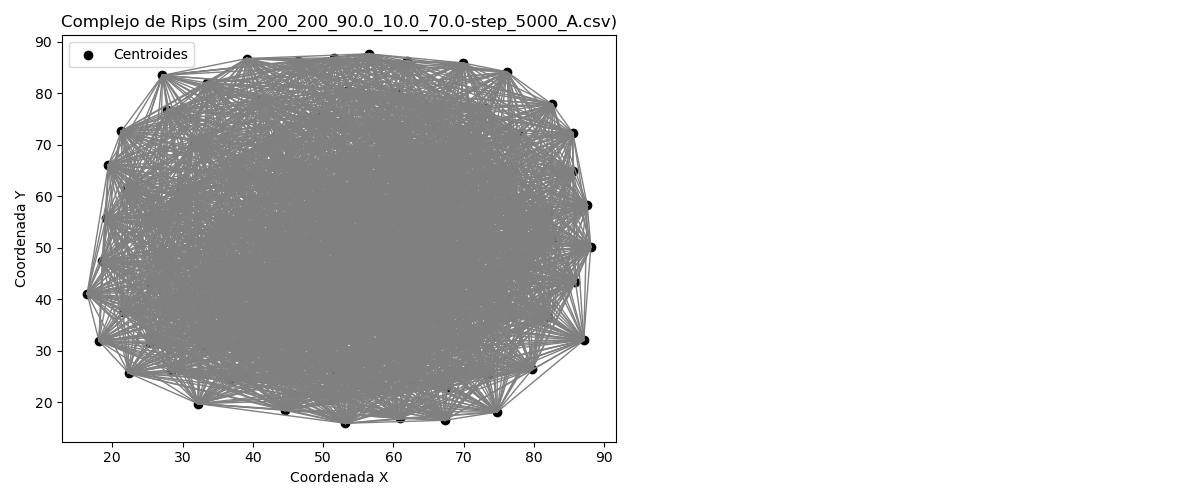 Complejo de Rips (sim_200_200_90.0_10.0_70.0-step_5000_A.csv)
Centroides
90
80
70
60
50
40
30
20
Coordenada Y
20 30 40 50 60 70 80 90
Coordenada X